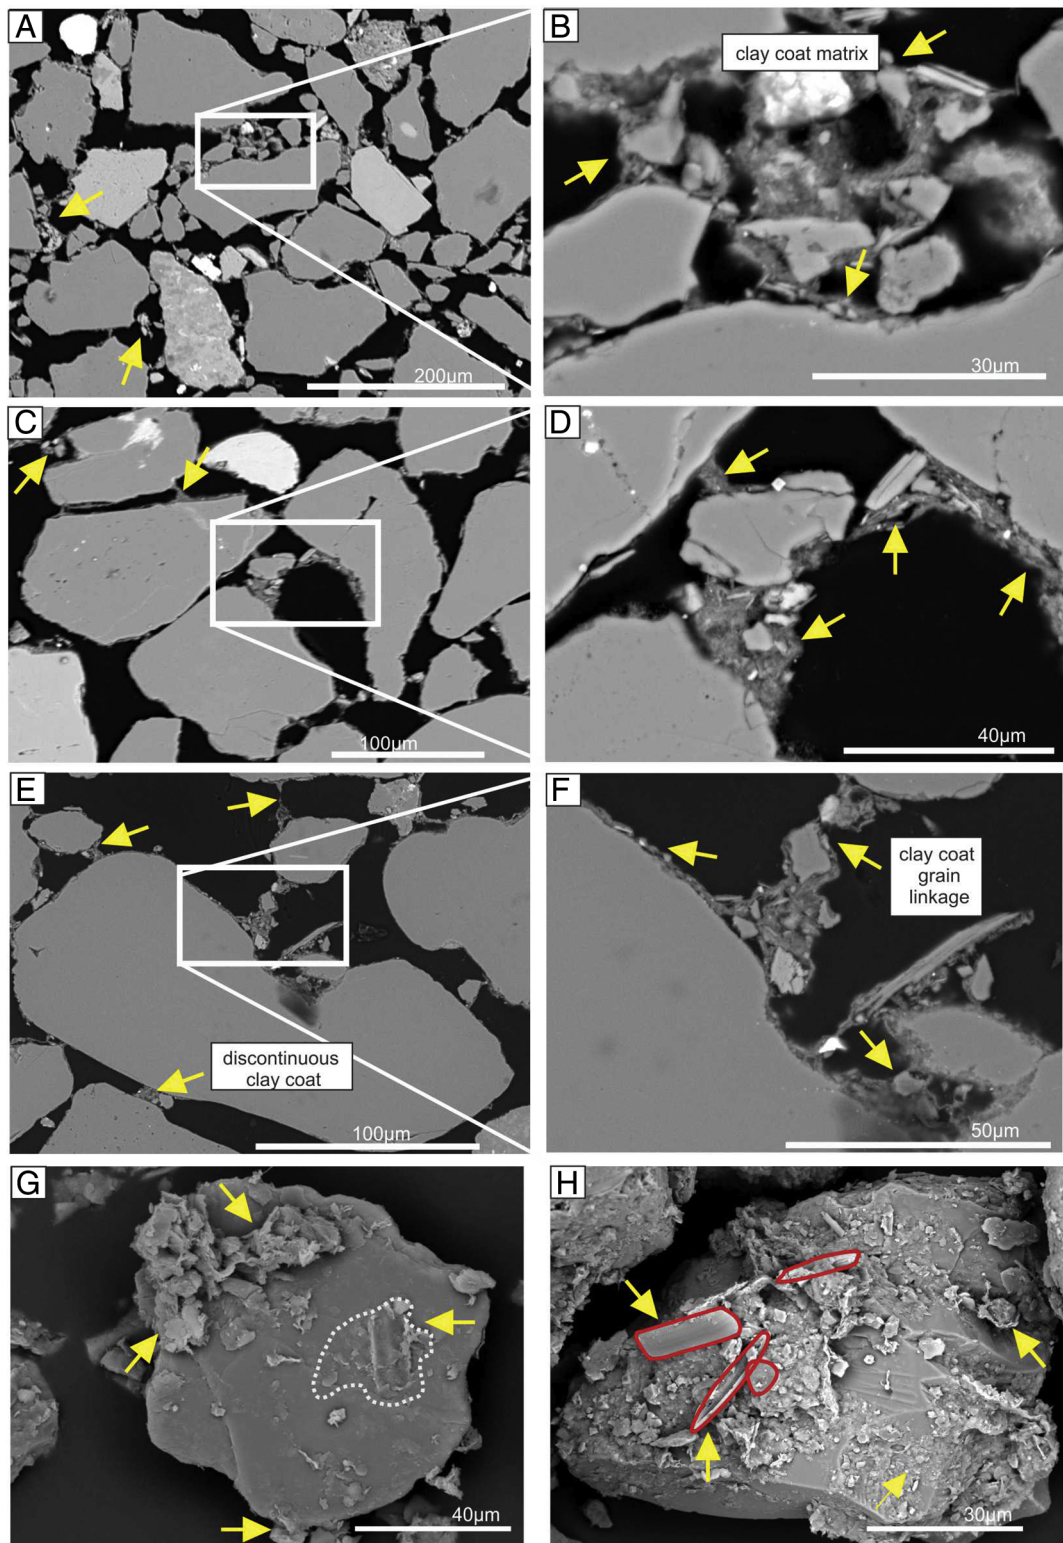 A
200µm
B
clay coat matrix
30µm
C
100µm
D
40µm
E
discontinuous
clay coat
100µm
F
clay coat
grain
linkage
50µm
G
40µm
H
30µm